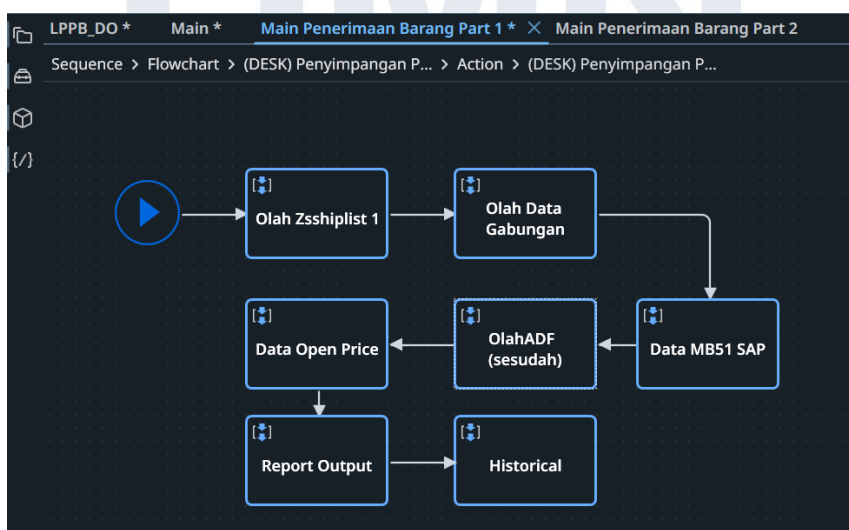 LPPB_DO * Main * Main Penerimaan Barang Part 1 * × Main Penerimaan Barang Part 2
Sequence > Flowchart > (DESK) Penyimpangan P... > Action > (DESK) Penyimpangan P...
Olah Zsshiplist 1
Olah Data
Gabungan
Data Open Price
OlahADF
(sesudah)
Data MB51 SAP
Report Output
Historical